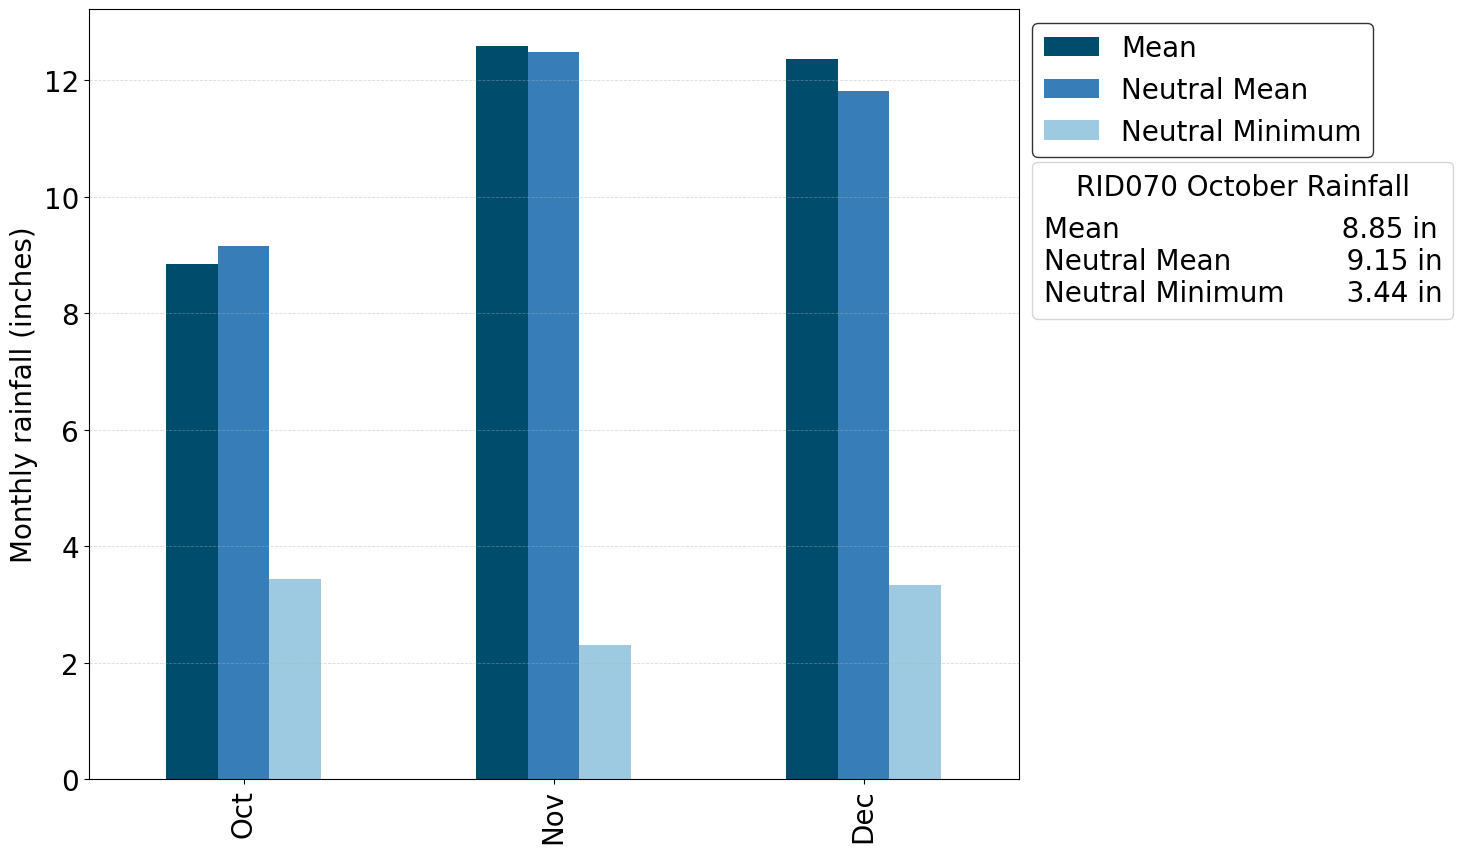 Monthly rainfall (inches)
12
10
8
6
4
2
0
Oct
Nov
Dec
Mean
Neutral Mean
Neutral Minimum
RID070 October Rainfall
Mean 8.85 in
Neutral Mean 9.15 in
Neutral Minimum 3.44 in